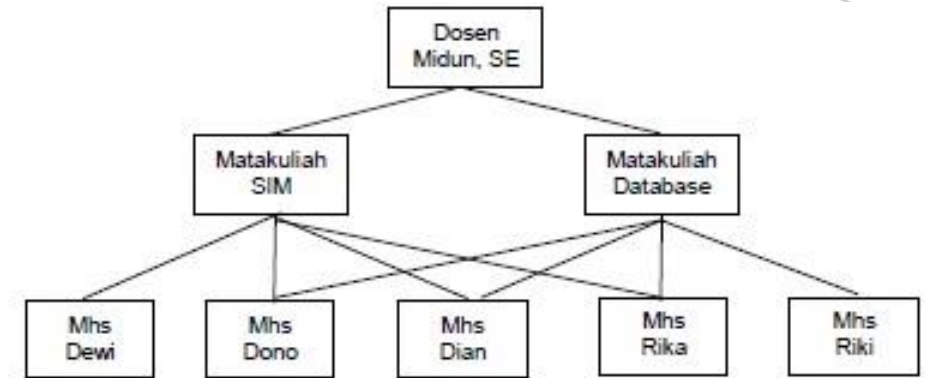 Dosen
Midun, SE
Matakuliah
SIM
Matakuliah
Database
Mhs
Dewi
Mhs
Dono
Mhs
Dian
Mhs
Rika
Mhs
Riki